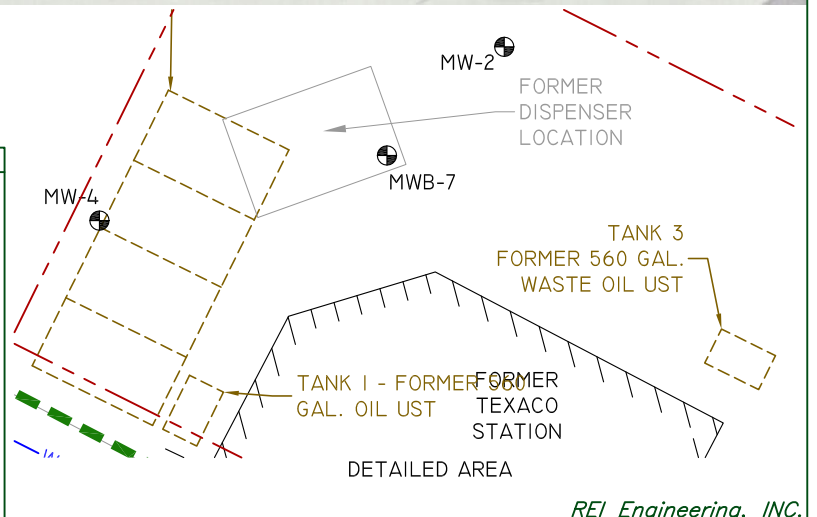 MW-2
FORMER
DISPENSER
LOCATION
MWB-7
MW-4
TANK 3
FORMER 560 GAL.
WASTE OIL UST
TANK 1 - FORMER 560
GAL. OIL UST
FORMER
TEXACO
STATION
DETAILED AREA
W
REI Engineering, INC.